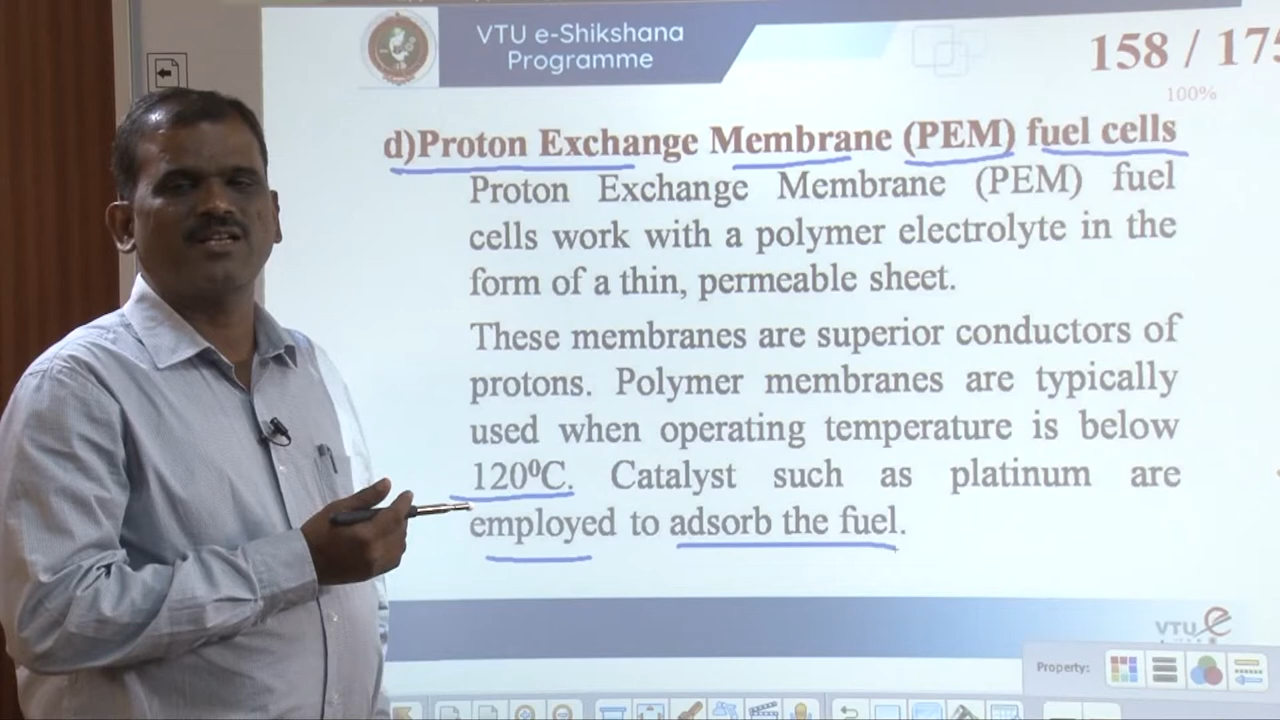 VTU e-Shikshana
Programme
158 / 175
100%
d)Proton Exchange Membrane (PEM) fuel cells
Proton Exchange Membrane (PEM) fuel
cells work with a polymer electrolyte in the
form of a thin, permeable sheet.
These membranes are superior conductors of
protons. Polymer membranes are typically
used when operating temperature is below
120⁰C. Catalyst such as platinum are
employed to adsorb the fuel.
VTU e
Property: